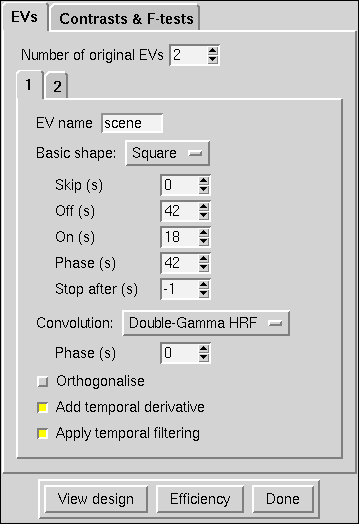 EVs Contrasts & F-tests
Number of original EVs 2
1 2
EV name scene
Basic shape: Square
Skip (s) 0
Off (s) 42
On (s) 18
Phase (s) 42
Stop after (s) -1
Convolution: Double-Gamma HRF
Phase (s) 0
Orthogonalise
Add temporal derivative
Apply temporal filtering
View design Efficiency Done